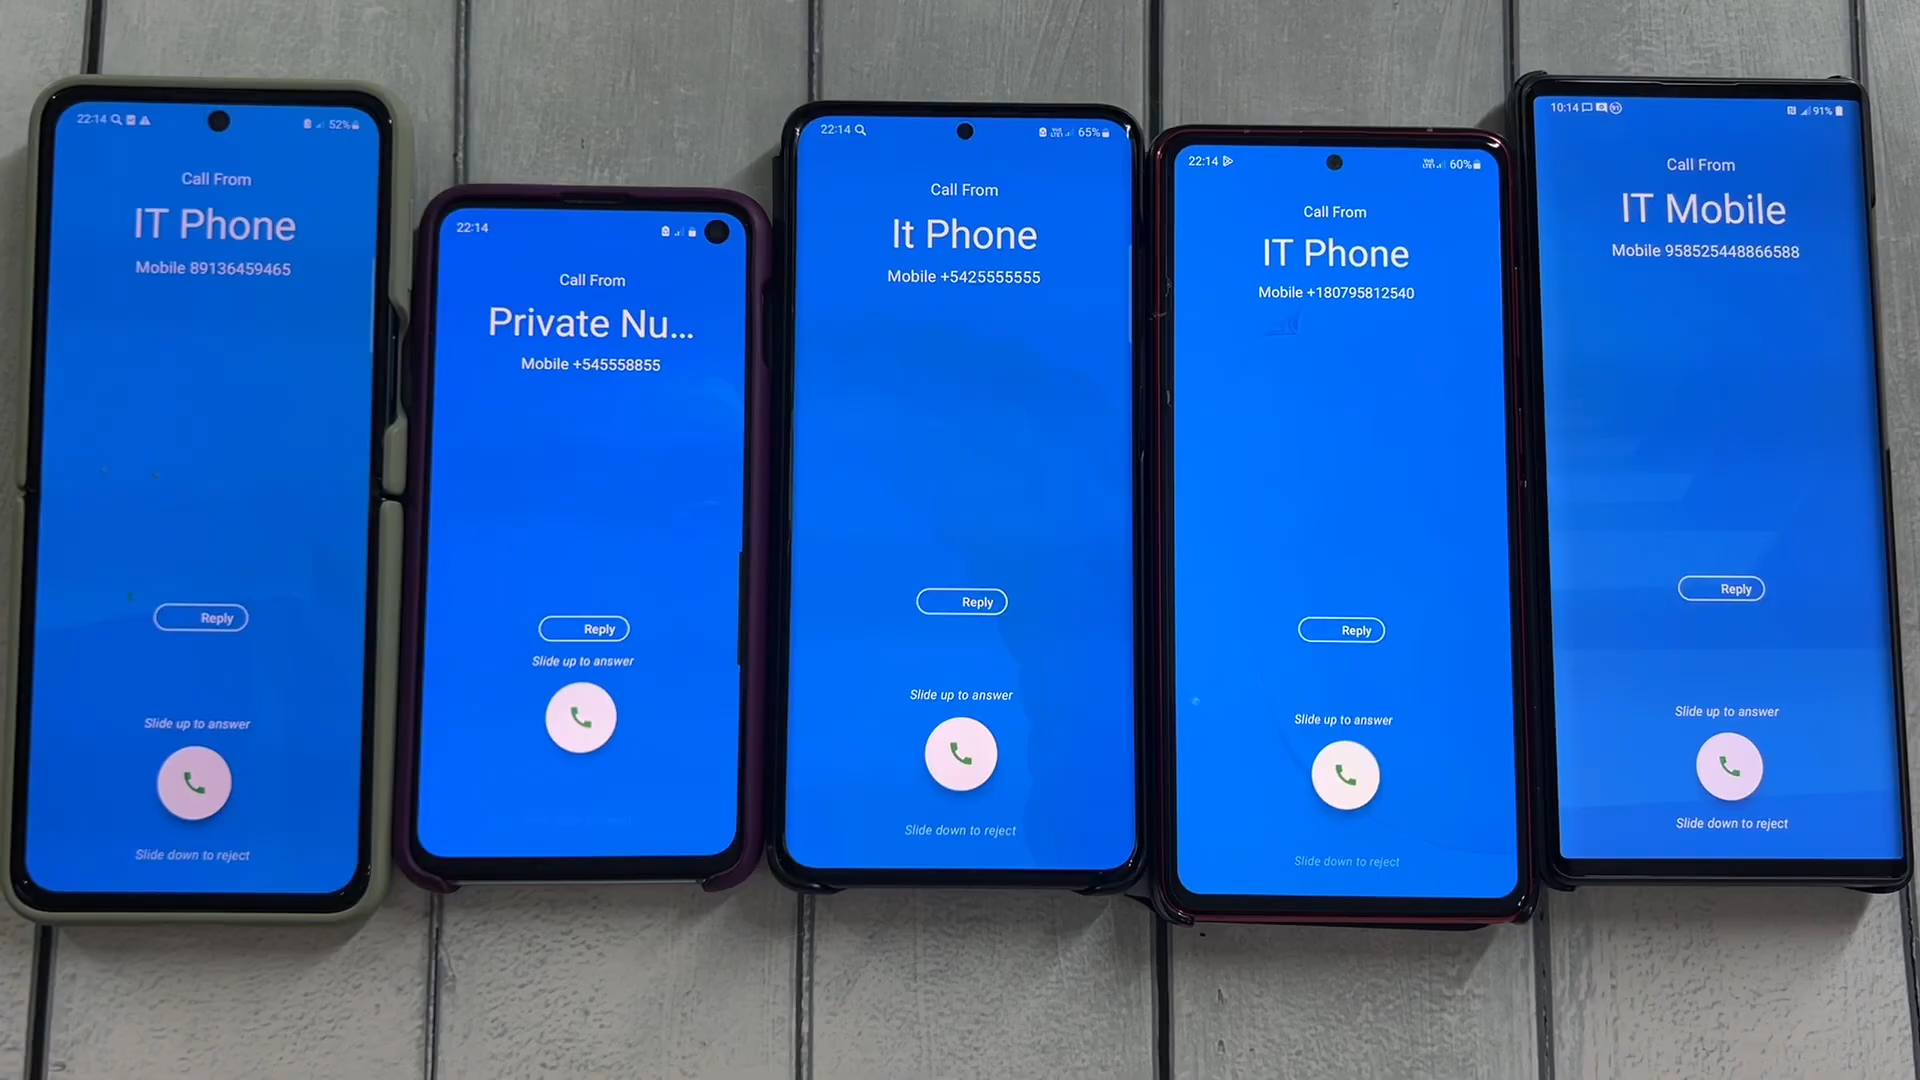 22:14
52%
Call From
IT Phone
Mobile 89136459465
Reply
Slide up to answer
Slide down to reject
22:14
Call From
Private Nu...
Mobile +545558855
Reply
Slide up to answer
22:14
65%
Call From
It Phone
Mobile +5425555555
Reply
Slide up to answer
Slide down to reject
22:14
60%
Call From
IT Phone
Mobile +180795812540
Reply
Slide up to answer
Slide down to reject
10:14
91%
Call From
IT Mobile
Mobile 958525448866588
Reply
Slide up to answer
Slide down to reject